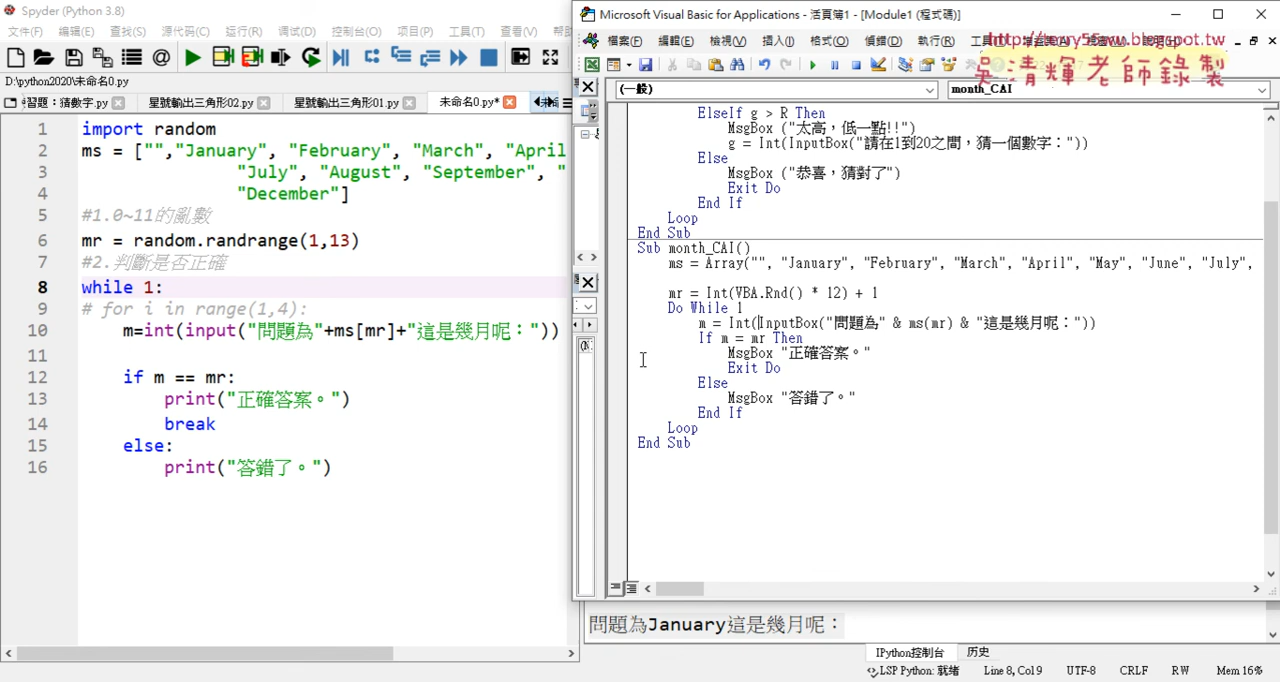 Spyder (Python 3.8)
文件(F) 编辑(E) 查找(S) 源代码(C) 运行(R) 调试(D) 控制台(O) 项目(P) 工具(T) 查看(V)
D:\python2020\未命名0.py
習題：猜數字.py 星號輸出三角形02.py 星號輸出三角形01.py 未命名0.py*
1 import random
2 ms = ["","January", "February", "March", "April
3 "July", "August", "September", "
4 "December"]
5 #1.0~11的亂數
6 mr = random.randrange(1,13)
7 #2.判斷是否正確
8 while 1:
9 # for i in range(1,4):
10 m=int(input("問題為"+ms[mr]+"這是幾月呢："))
11
12 if m == mr:
13 print("正確答案。")
14 break
15 else:
16 print("答錯了。")
Microsoft Visual Basic for Applications - 活頁簿1 - [Module1 (程式碼)]
檔案(F) 編輯(E) 檢視(V) 插入(I) 格式(O) 偵錯(D) 執行(R)
吳清輝老師錄製
(一般) month_CAI
ElseIf g > R Then
MsgBox ("太高，低一點!!")
g = Int(InputBox("請在1到20之間，猜一個數字："))
Else
MsgBox ("恭喜，猜對了")
Exit Do
End If
Loop
End Sub
Sub month_CAI()
ms = Array("", "January", "February", "March", "April", "May", "June", "July",
mr = Int(VBA.Rnd() * 12) + 1
Do While 1
m = Int(InputBox("問題為" & ms(mr) & "這是幾月呢："))
If m = mr Then
MsgBox "正確答案。"
Exit Do
Else
MsgBox "答錯了。"
End If
Loop
End Sub
問題為January這是幾月呢：
IPython控制台 历史
LSP Python: 就绪 Line 8, Col 9 UTF-8 CRLF RW Mem 16%